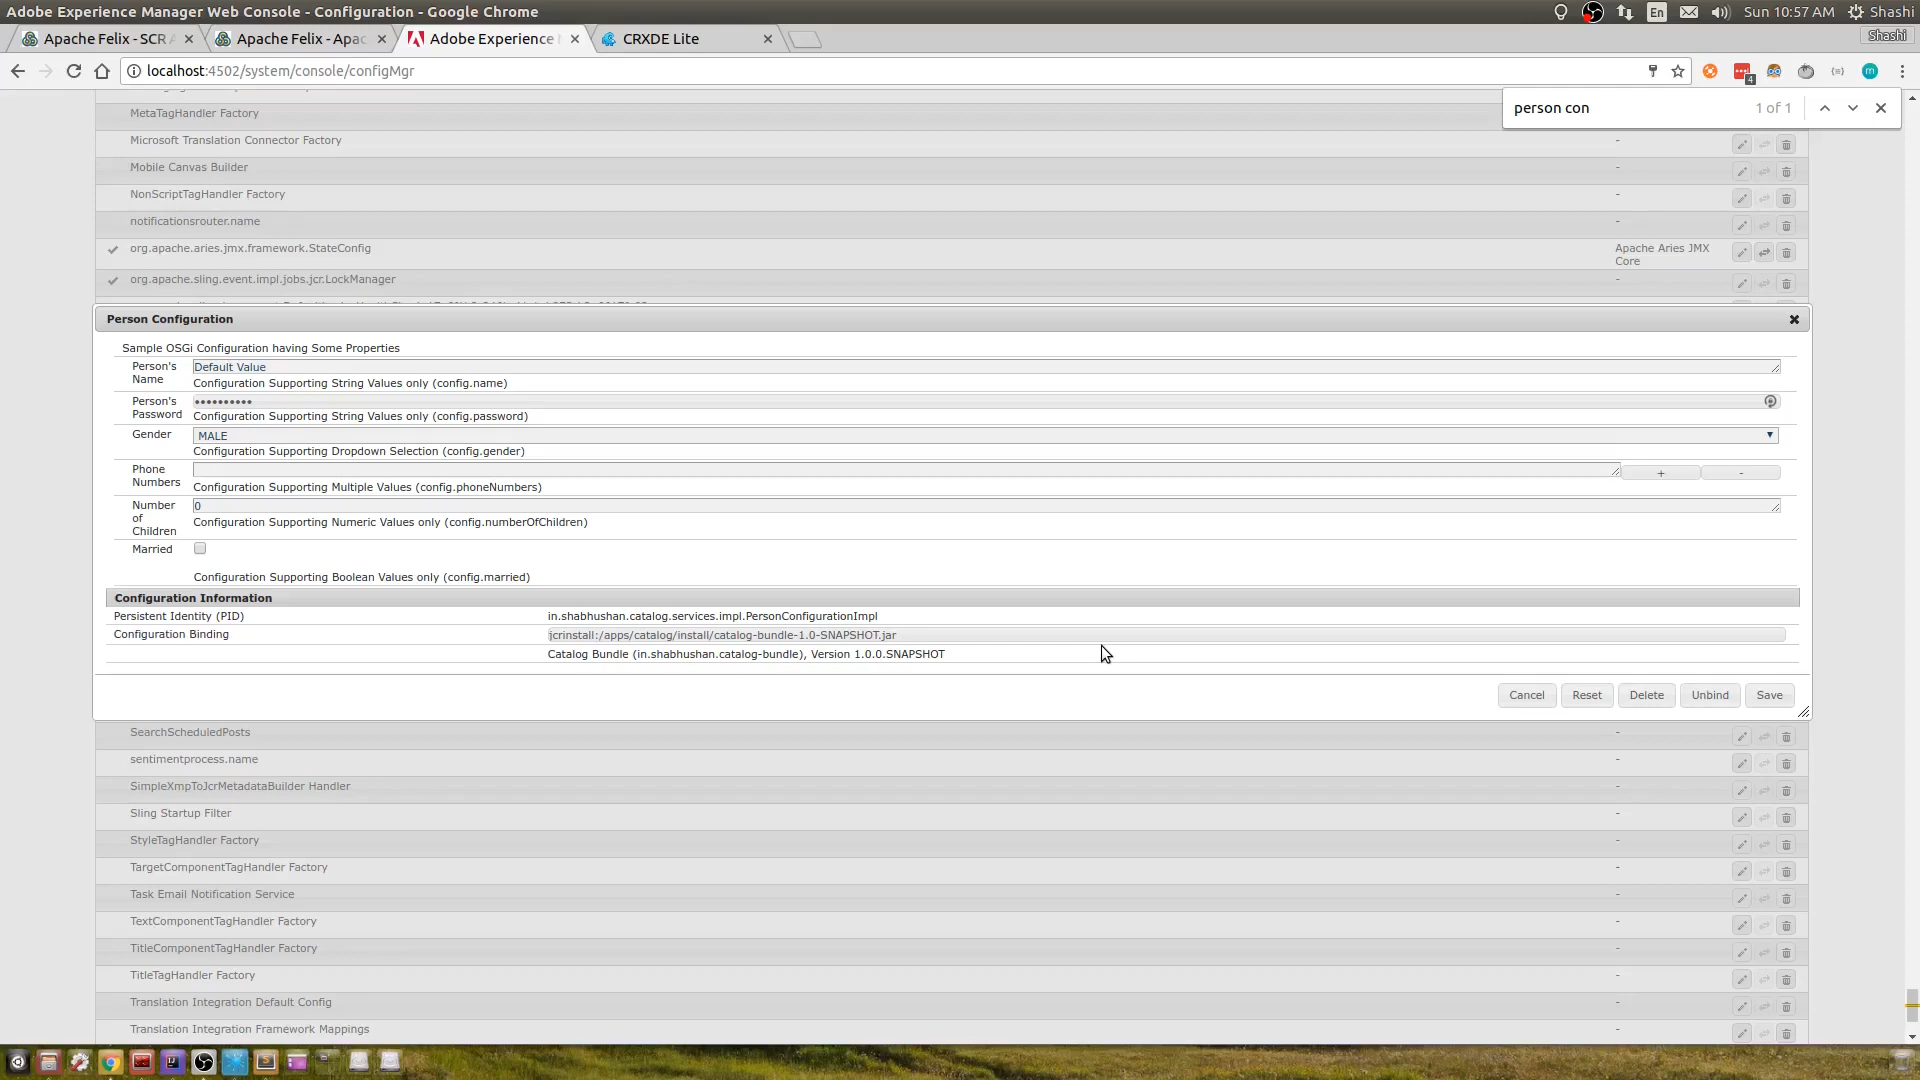 Adobe Experience Manager Web Console - Configuration - Google Chrome
En
Sun 10:57 AM
Shashi
Apache Felix - SCR A
Apache Felix - Apac
Adobe Experience
CRXDE Lite
Shashi
localhost:4502/system/console/configMgr
4
m
person con
1 of 1
MetaTagHandler Factory
Microsoft Translation Connector Factory -
Mobile Canvas Builder -
NonScriptTagHandler Factory -
notificationsrouter.name -
org.apache.aries.jmx.framework.StateConfig
Apache Aries JMX
Core
org.apache.sling.event.impl.jobs.jcr.LockManager -
Person Configuration
Sample OSGi Configuration having Some Properties
Person's
Name
Default Value
Configuration Supporting String Values only (config.name)
Person's
Password
••••••••••
Configuration Supporting String Values only (config.password)
Gender
MALE
Configuration Supporting Dropdown Selection (config.gender)
Phone
Numbers
+
-
Configuration Supporting Multiple Values (config.phoneNumbers)
Number
of
Children
0
Configuration Supporting Numeric Values only (config.numberOfChildren)
Married
Configuration Supporting Boolean Values only (config.married)
Configuration Information
Persistent Identity (PID) in.shabhushan.catalog.services.impl.PersonConfigurationImpl
Configuration Binding jcrinstall:/apps/catalog/install/catalog-bundle-1.0-SNAPSHOT.jar
Catalog Bundle (in.shabhushan.catalog-bundle), Version 1.0.0.SNAPSHOT
Cancel
Reset
Delete
Unbind
Save
SearchScheduledPosts -
sentimentprocess.name -
SimpleXmpToJcrMetadataBuilder Handler -
Sling Startup Filter -
StyleTagHandler Factory -
TargetComponentTagHandler Factory -
Task Email Notification Service -
TextComponentTagHandler Factory -
TitleComponentTagHandler Factory -
TitleTagHandler Factory -
Translation Integration Default Config -
Translation Integration Framework Mappings -